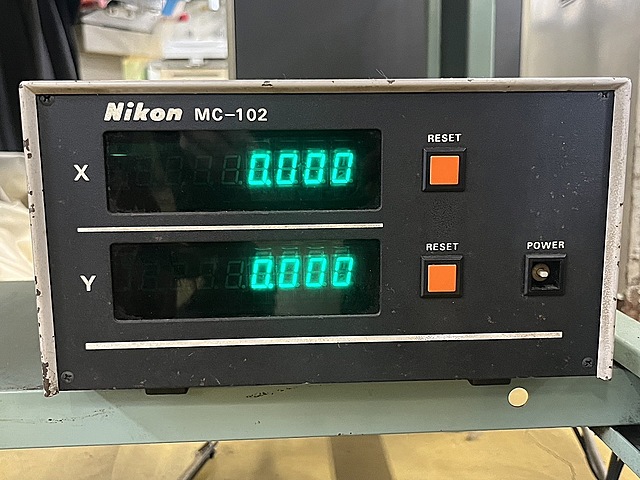 Nikon MC-102
RESET
X 0.000
RESET
POWER
Y 0.000